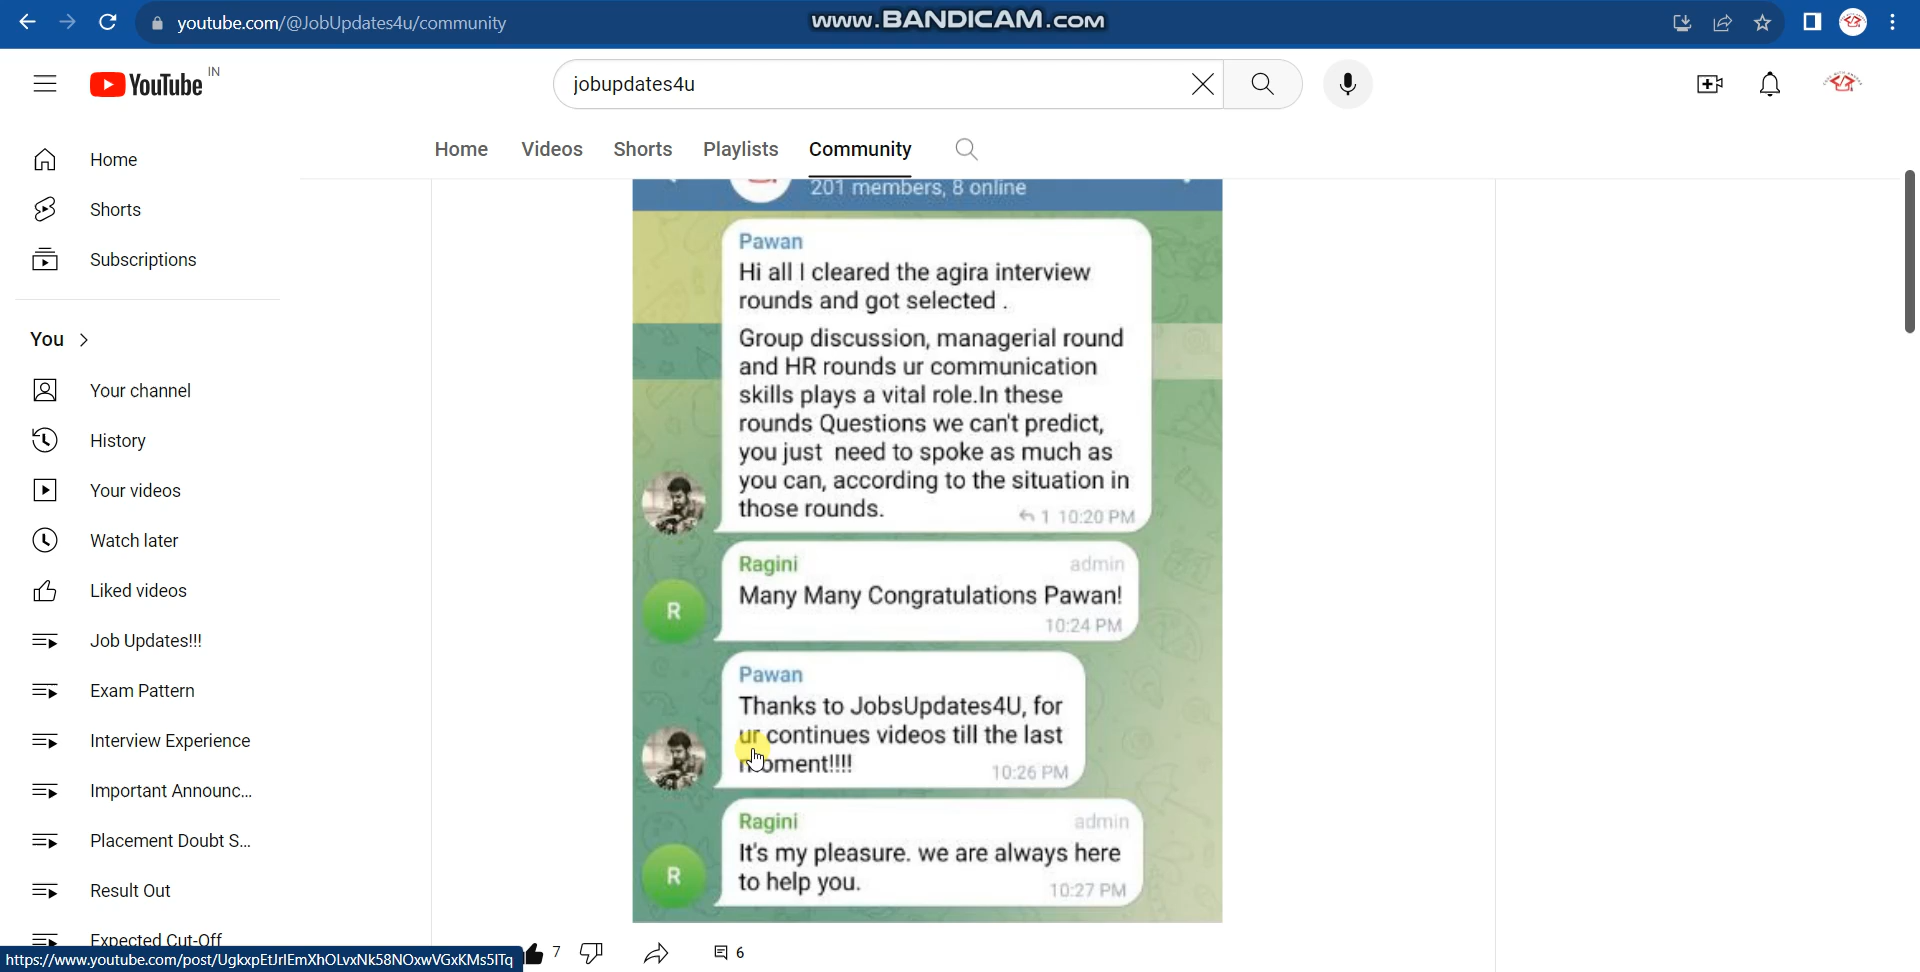 youtube.com/@JobUpdates4u/community
www.BANDICAM.com
YouTube IN
jobupdates4u
Home
Videos
Shorts
Playlists
Community
Home
Shorts
Subscriptions
You
Your channel
History
Your videos
Watch later
Liked videos
Job Updates!!!
Exam Pattern
Interview Experience
Important Announc...
Placement Doubt S...
Result Out
Expected Cut-Off
https://www.youtube.com/post/UgkxpEtJrIEmXhOLvxNk58NOxwVGxKMs5ITq
201 members, 8 online
Pawan
Hi all I cleared the agira interview
rounds and got selected .
Group discussion, managerial round
and HR rounds ur communication
skills plays a vital role.In these
rounds Questions we can't predict,
you just need to spoke as much as
you can, according to the situation in
those rounds.
1 10:20 PM
Ragini
admin
Many Many Congratulations Pawan!
10:24 PM
R
Pawan
Thanks to JobsUpdates4U, for
ur continues videos till the last
moment!!!!
10:26 PM
Ragini
admin
It's my pleasure. we are always here
to help you.
10:27 PM
R
7
6